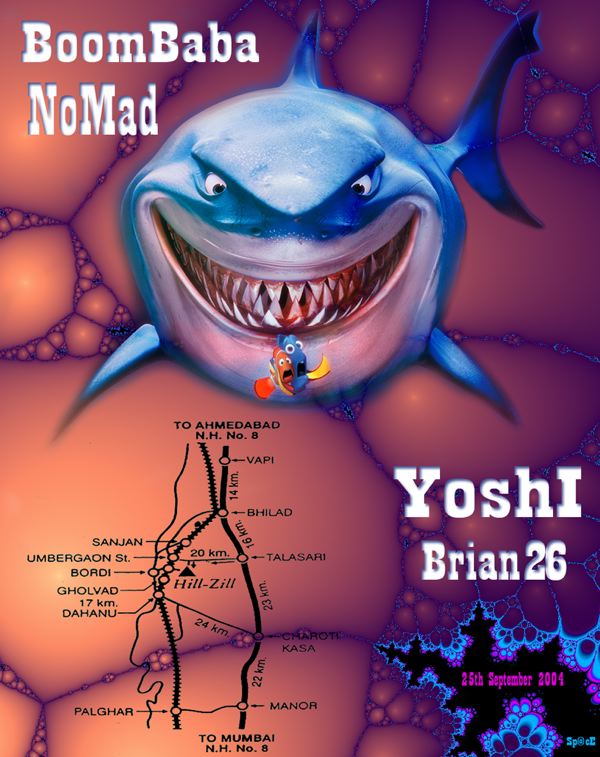 BoomBaba
NoMad
TO AHMEDABAD
N.H. No. 8
VAPI
14 km.
BHILAD
16 km.
SANJAN
UMBERGAON St.
20 km.
TALASARI
BORDI
Hill-Zill
GHOLVAD
17 km.
DAHANU
23 km.
24 km.
CHAROTI
KASA
22 km.
PALGHAR
MANOR
TO MUMBAI
N.H. No. 8
YoshI
Brian 26
25th September 2004
Sp@cE